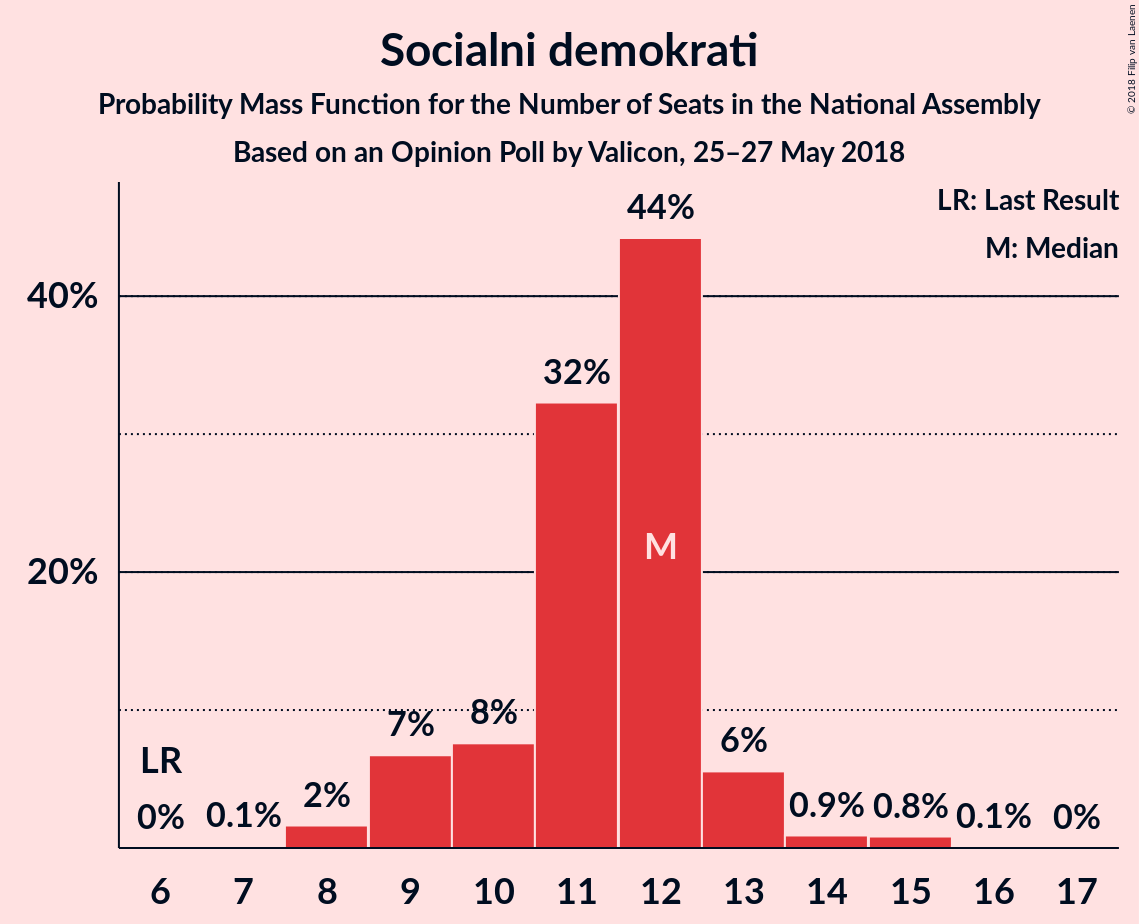 Socialni demokrati
Probability Mass Function for the Number of Seats in the National Assembly
Based on an Opinion Poll by Valicon, 25–27 May 2018
© 2018 Filip van Laenen
LR: Last Result
M: Median
40%
20%
LR
0%
0.1%
2%
7%
8%
32%
44%
M
6%
0.9%
0.8%
0.1%
0%
6 7 8 9 10 11 12 13 14 15 16 17